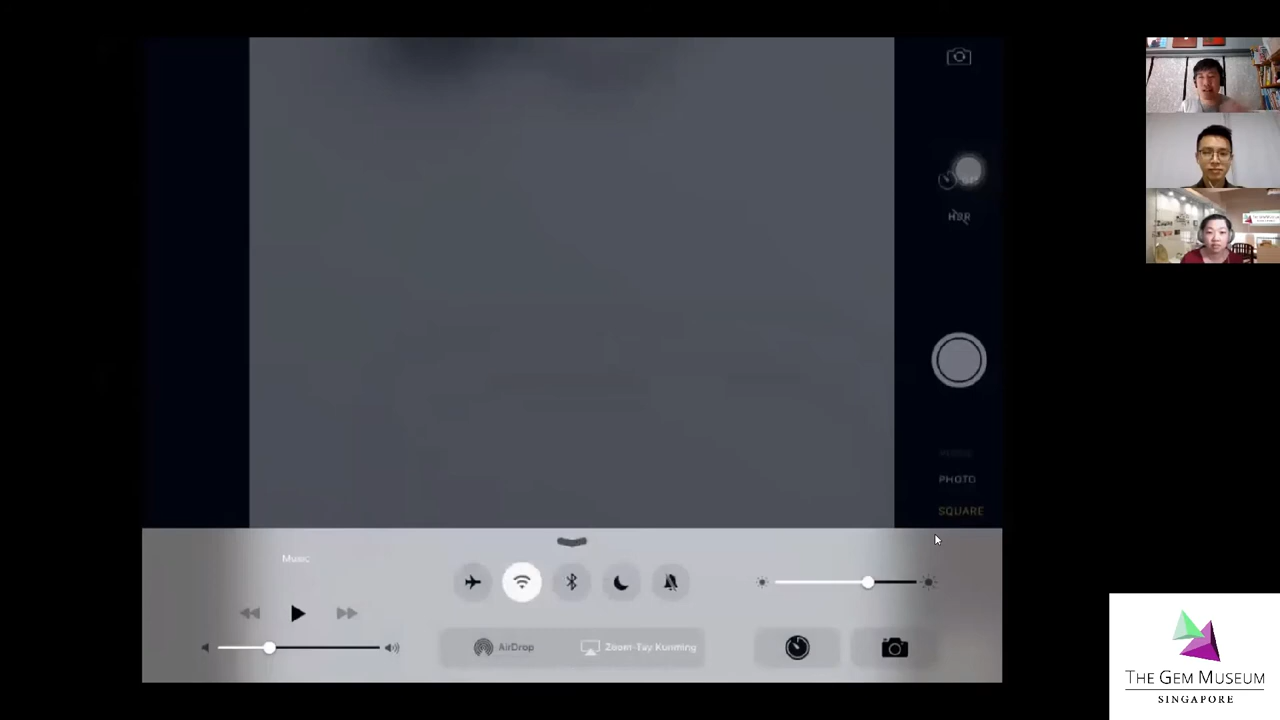 HDR
PHOTO
SQUARE
Music
AirDrop
Zoom-Tay Kunming
THE GEM MUSEUM
SINGAPORE